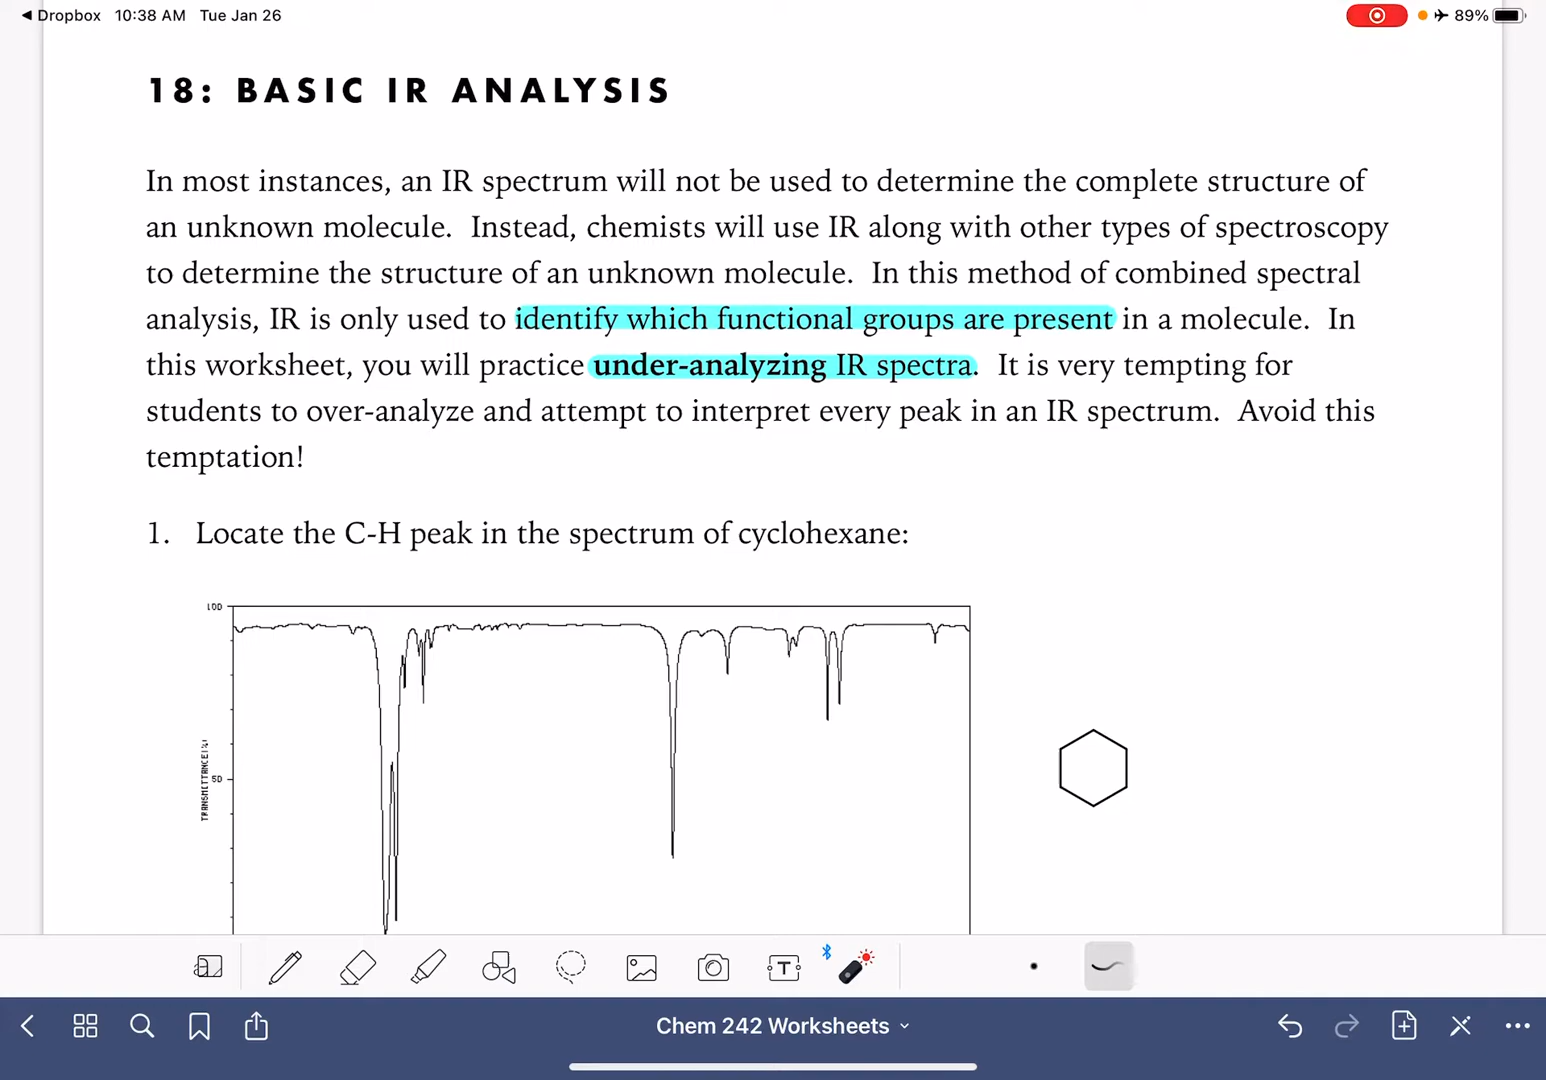 ◀ Dropbox 10:38 AM Tue Jan 26
89%
18: BASIC IR ANALYSIS
In most instances, an IR spectrum will not be used to determine the complete structure of
an unknown molecule. Instead, chemists will use IR along with other types of spectroscopy
to determine the structure of an unknown molecule. In this method of combined spectral
analysis, IR is only used to identify which functional groups are present in a molecule. In
this worksheet, you will practice under-analyzing IR spectra. It is very tempting for
students to over-analyze and attempt to interpret every peak in an IR spectrum. Avoid this
temptation!
1. Locate the C-H peak in the spectrum of cyclohexane:
100
TRANSMITTANCE(%)
50
T
Chem 242 Worksheets